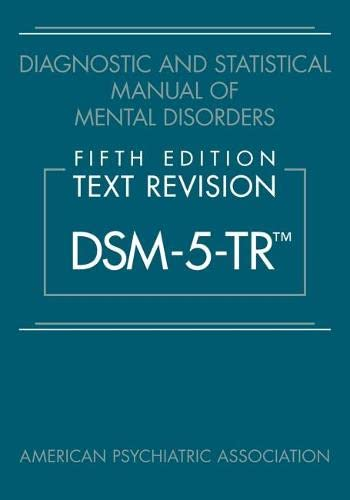 DIAGNOSTIC AND STATISTICAL
MANUAL OF
MENTAL DISORDERS
FIFTH EDITION
TEXT REVISION
DSM-5-TR™
AMERICAN PSYCHIATRIC ASSOCIATION